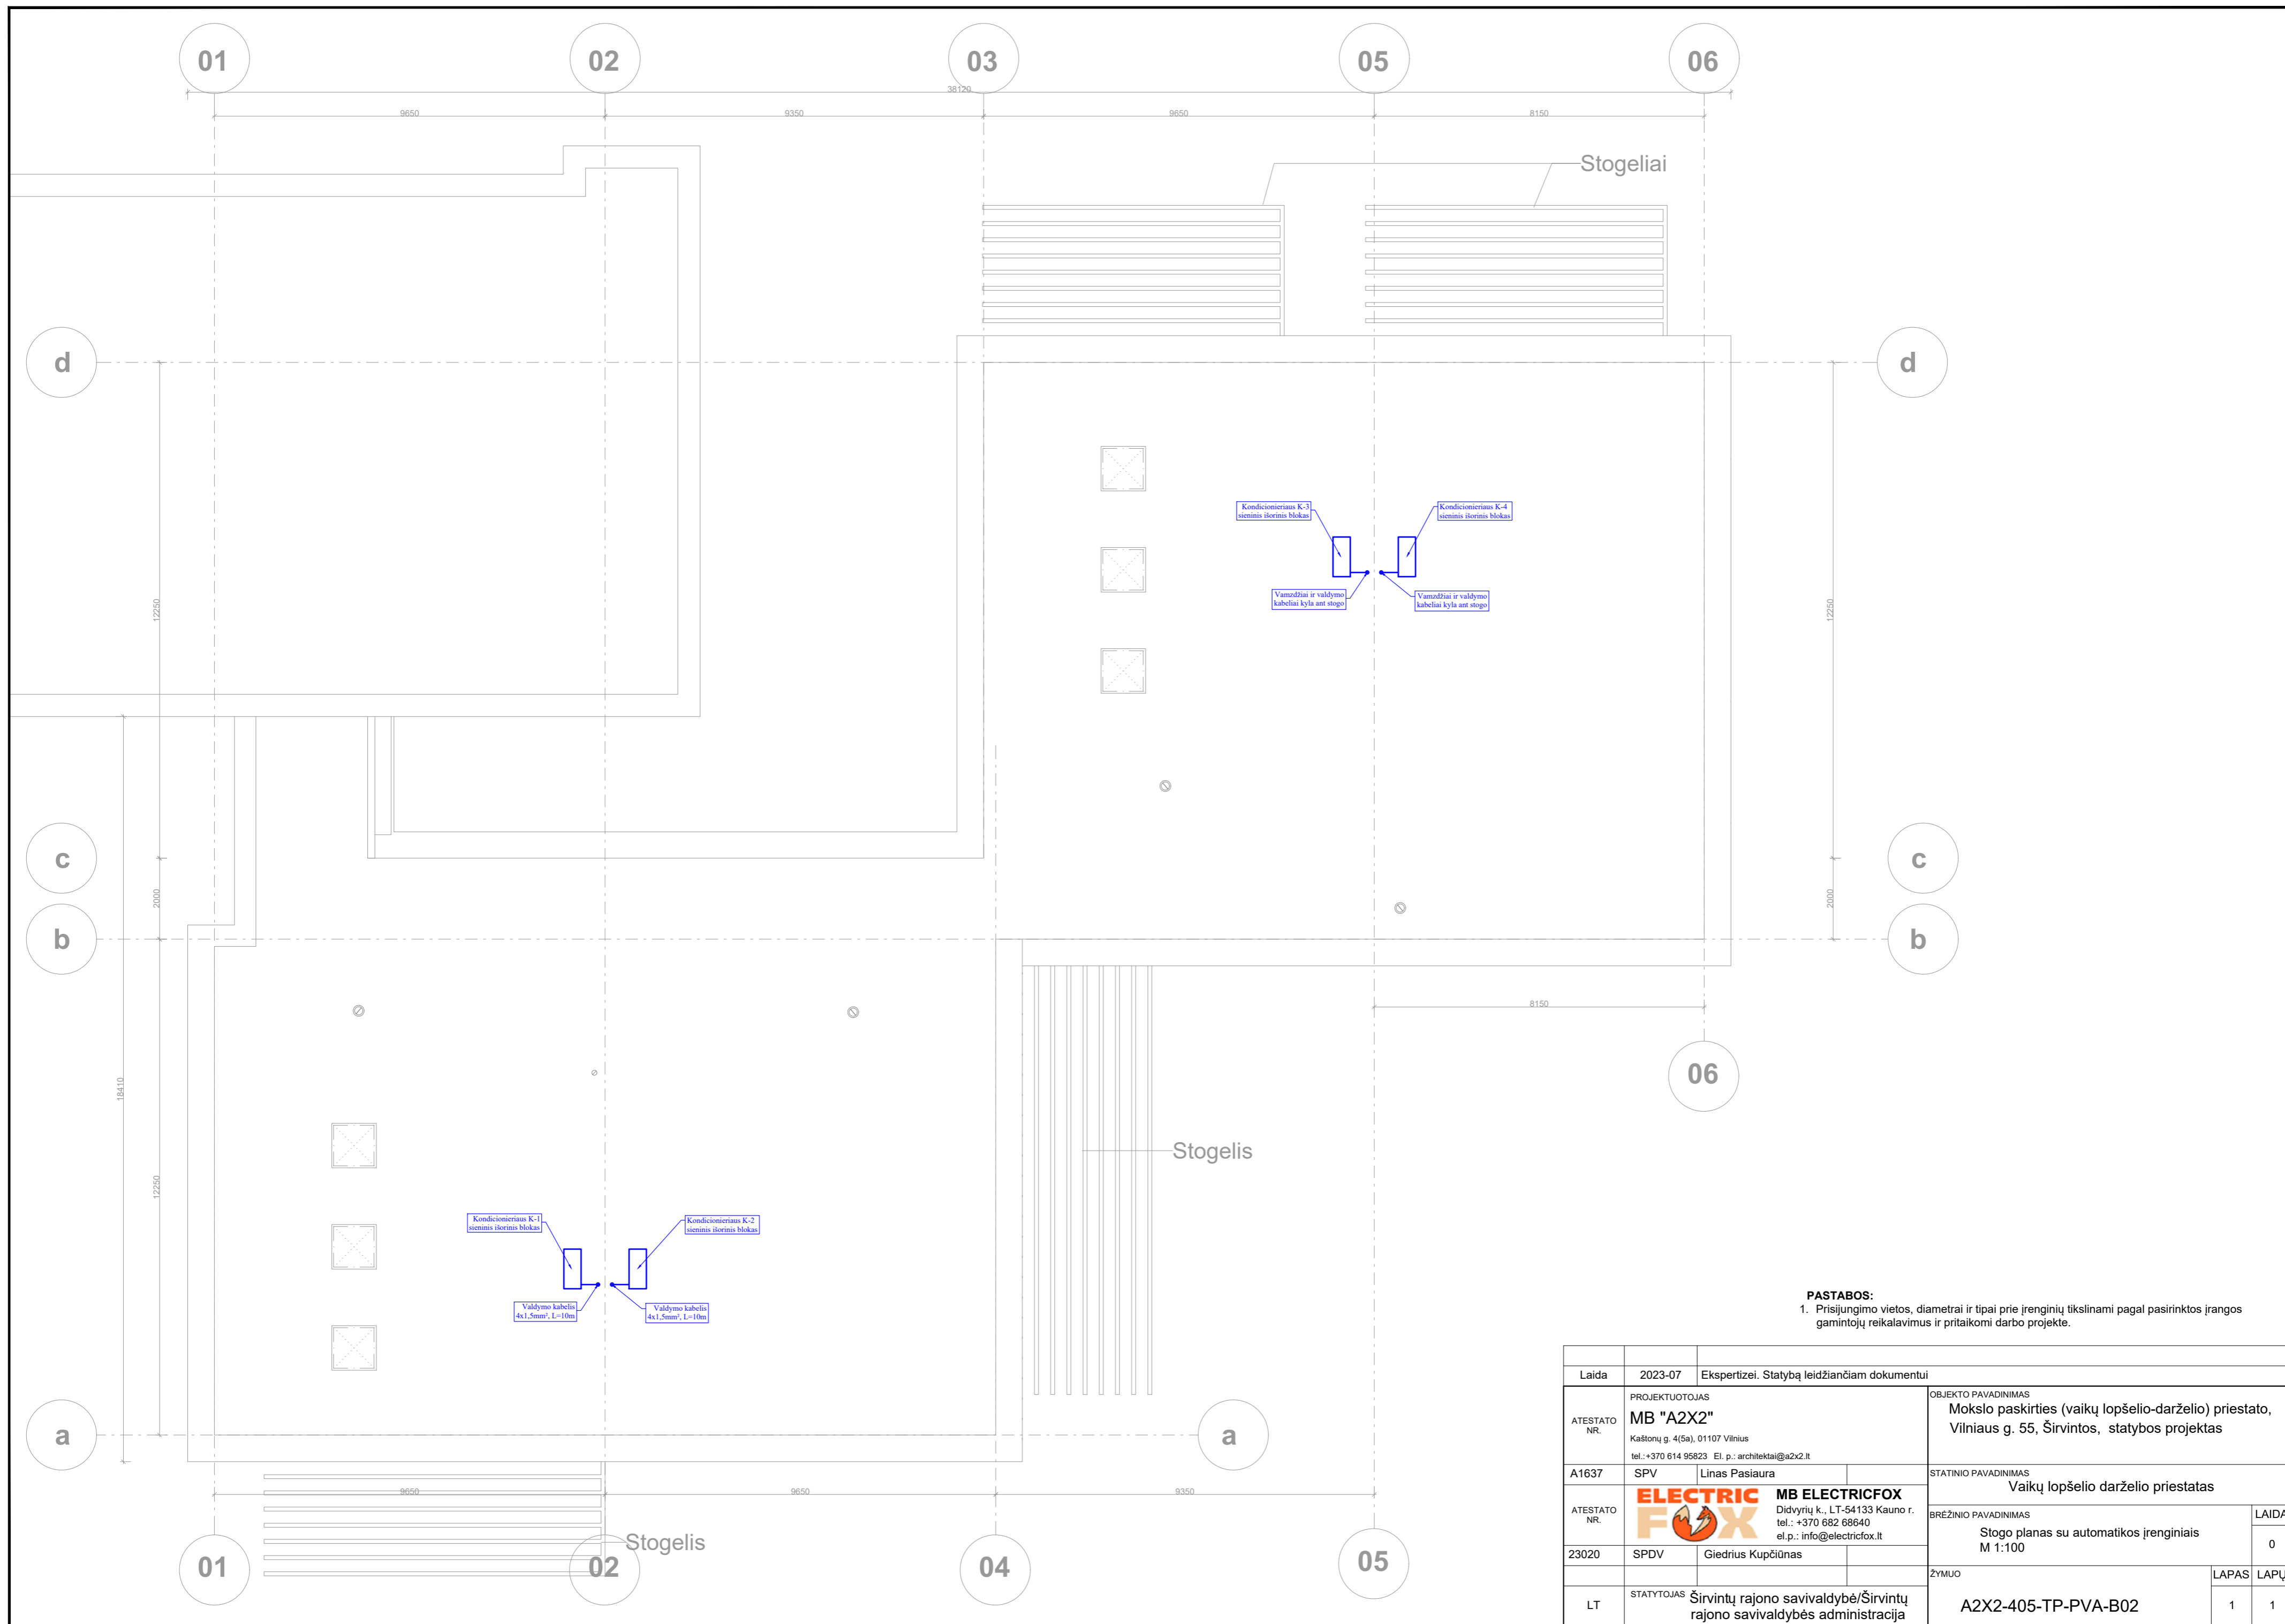 01
02
03
05
06
38120
9650
9350
9650
8150
Stogeliai
d
d
Kondicionieriaus K-3
sieninis išorinis blokas
Kondicionieriaus K-4
sieninis išorinis blokas
Vamzdžiai ir valdymo
kabeliai kyla ant stogo
Vamzdžiai ir valdymo
kabeliai kyla ant stogo
12250
12250
c
c
2000
2000
b
b
8150
06
18410
12250
Stogelis
Kondicionieriaus K-1
sieninis išorinis blokas
Kondicionieriaus K-2
sieninis išorinis blokas
Valdymo kabelis
4x1,5mm², L=10m
Valdymo kabelis
4x1,5mm², L=10m
a
a
9650
9650
9350
Stogelis
01
02
04
05
PASTABOS:
1. Prisijungimo vietos, diametrai ir tipai prie įrenginių tikslinami pagal pasirinktos įrangos
gamintojų reikalavimus ir pritaikomi darbo projekte.
Laida 2023-07 Ekspertizei. Statybą leidžiančiam dokumentui
ATESTATO
NR.
PROJEKTUOTOJAS
MB "A2X2"
Kaštonų g. 4(5a), 01107 Vilnius
tel.:+370 614 95823 El. p.: architektai@a2x2.lt
OBJEKTO PAVADINIMAS
Mokslo paskirties (vaikų lopšelio-darželio) priestato,
Vilniaus g. 55, Širvintos, statybos projektas
A1637 SPV Linas Pasiaura
STATINIO PAVADINIMAS
Vaikų lopšelio darželio priestatas
ATESTATO
NR.
ELECTRIC
FOX
MB ELECTRICFOX
Didvyrių k., LT-54133 Kauno r.
tel.: +370 682 68640
el.p.: info@electricfox.lt
BRĖŽINIO PAVADINIMAS
Stogo planas su automatikos įrenginiais
M 1:100
LAIDA
0
23020 SPDV Giedrius Kupčiūnas
LT
STATYTOJAS Širvintų rajono savivaldybė/Širvintų
rajono savivaldybės administracija
ŽYMUO
A2X2-405-TP-PVA-B02
LAPAS LAPŲ
1 1